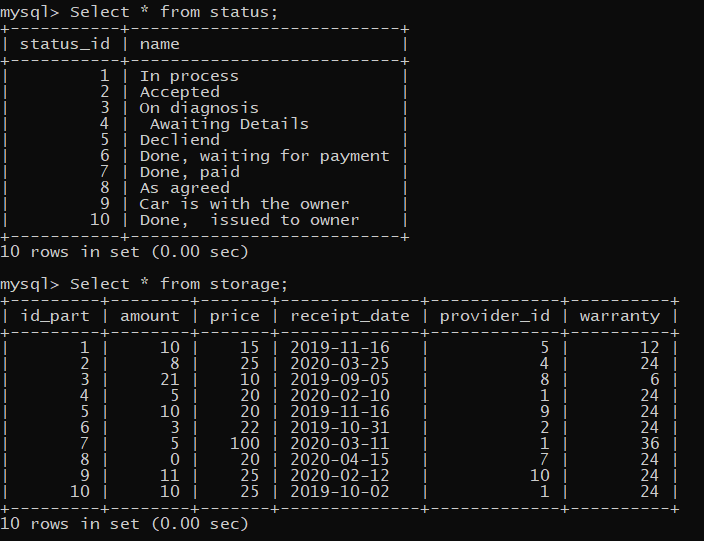 mysql> Select * from status;
+-----------+---------------------------+
| status_id | name                      |
+-----------+---------------------------+
|         1 | In process                |
|         2 | Accepted                  |
|         3 | On diagnosis              |
|         4 |  Awaiting Details         |
|         5 | Decliend                  |
|         6 | Done, waiting for payment |
|         7 | Done, paid                |
|         8 | As agreed                 |
|         9 | Car is with the owner     |
|        10 | Done,  issued to owner    |
+-----------+---------------------------+
10 rows in set (0.00 sec)

mysql> Select * from storage;
+---------+--------+-------+--------------+-------------+----------+
| id_part | amount | price | receipt_date | provider_id | warranty |
+---------+--------+-------+--------------+-------------+----------+
|       1 |     10 |    15 | 2019-11-16   |           5 |       12 |
|       2 |      8 |    25 | 2020-03-25   |           4 |       24 |
|       3 |     21 |    10 | 2019-09-05   |           8 |        6 |
|       4 |      5 |    20 | 2020-02-10   |           1 |       24 |
|       5 |     10 |    20 | 2019-11-16   |           9 |       24 |
|       6 |      3 |    22 | 2019-10-31   |           2 |       24 |
|       7 |      5 |   100 | 2020-03-11   |           1 |       36 |
|       8 |      0 |    20 | 2020-04-15   |           7 |       24 |
|       9 |     11 |    25 | 2020-02-12   |          10 |       24 |
|      10 |     10 |    25 | 2019-10-02   |           1 |       24 |
+---------+--------+-------+--------------+-------------+----------+
10 rows in set (0.00 sec)